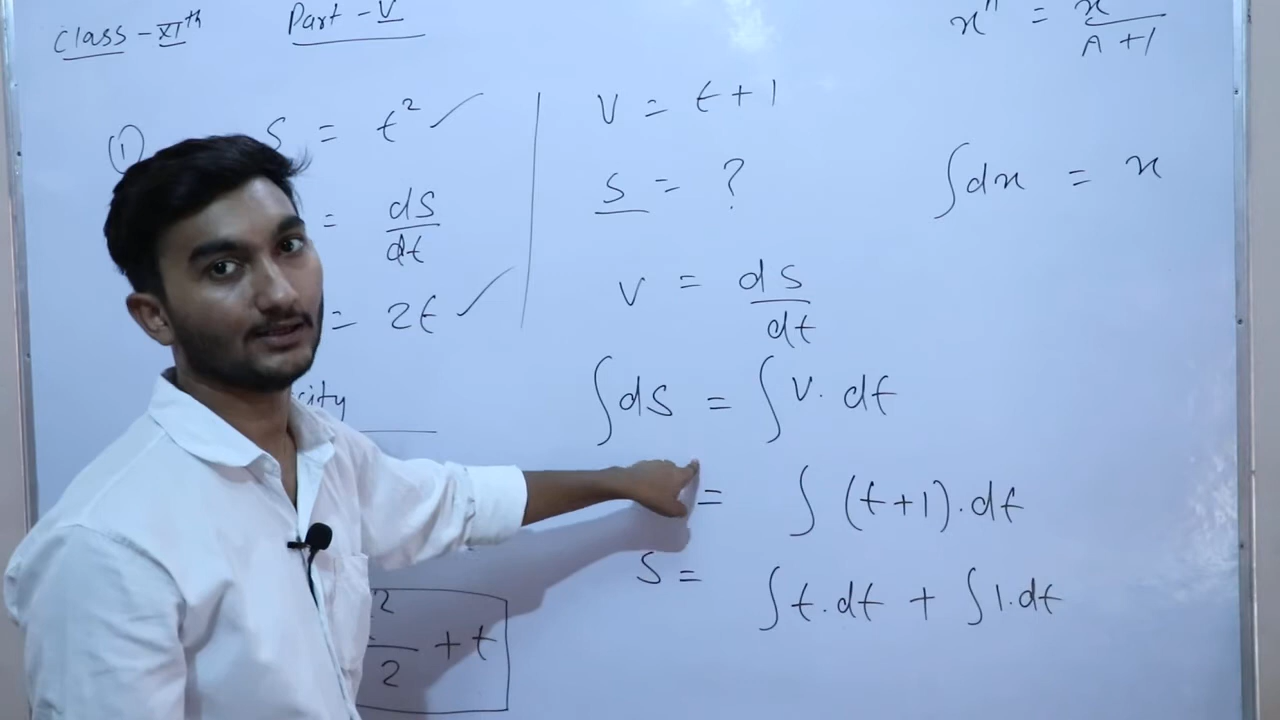 Class - XIth Part - V
① S = t²
= dS/dt
= 2t
city
2/2 + t
V = t + 1
S = ?
V = dS/dt
∫dS = ∫V. dt
= ∫(t+1).dt
S = ∫t.dt + ∫1.dt
xⁿ = x/n+1
∫dx = x